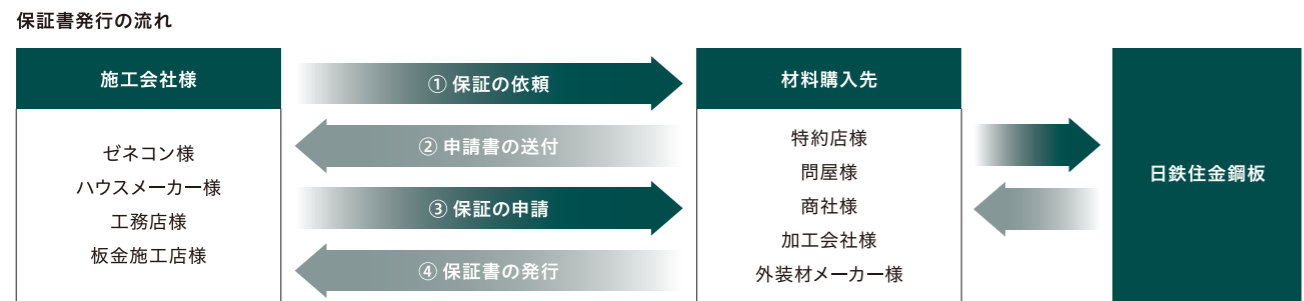 保証書発行の流れ
施工会社様
ゼネコン様
ハウスメーカー様
工務店様
板金施工店様
① 保証の依頼
② 申請書の送付
③ 保証の申請
④ 保証書の発行
材料購入先
特約店様
問屋様
商社様
加工会社様
外装材メーカー様
日鉄住金鋼板